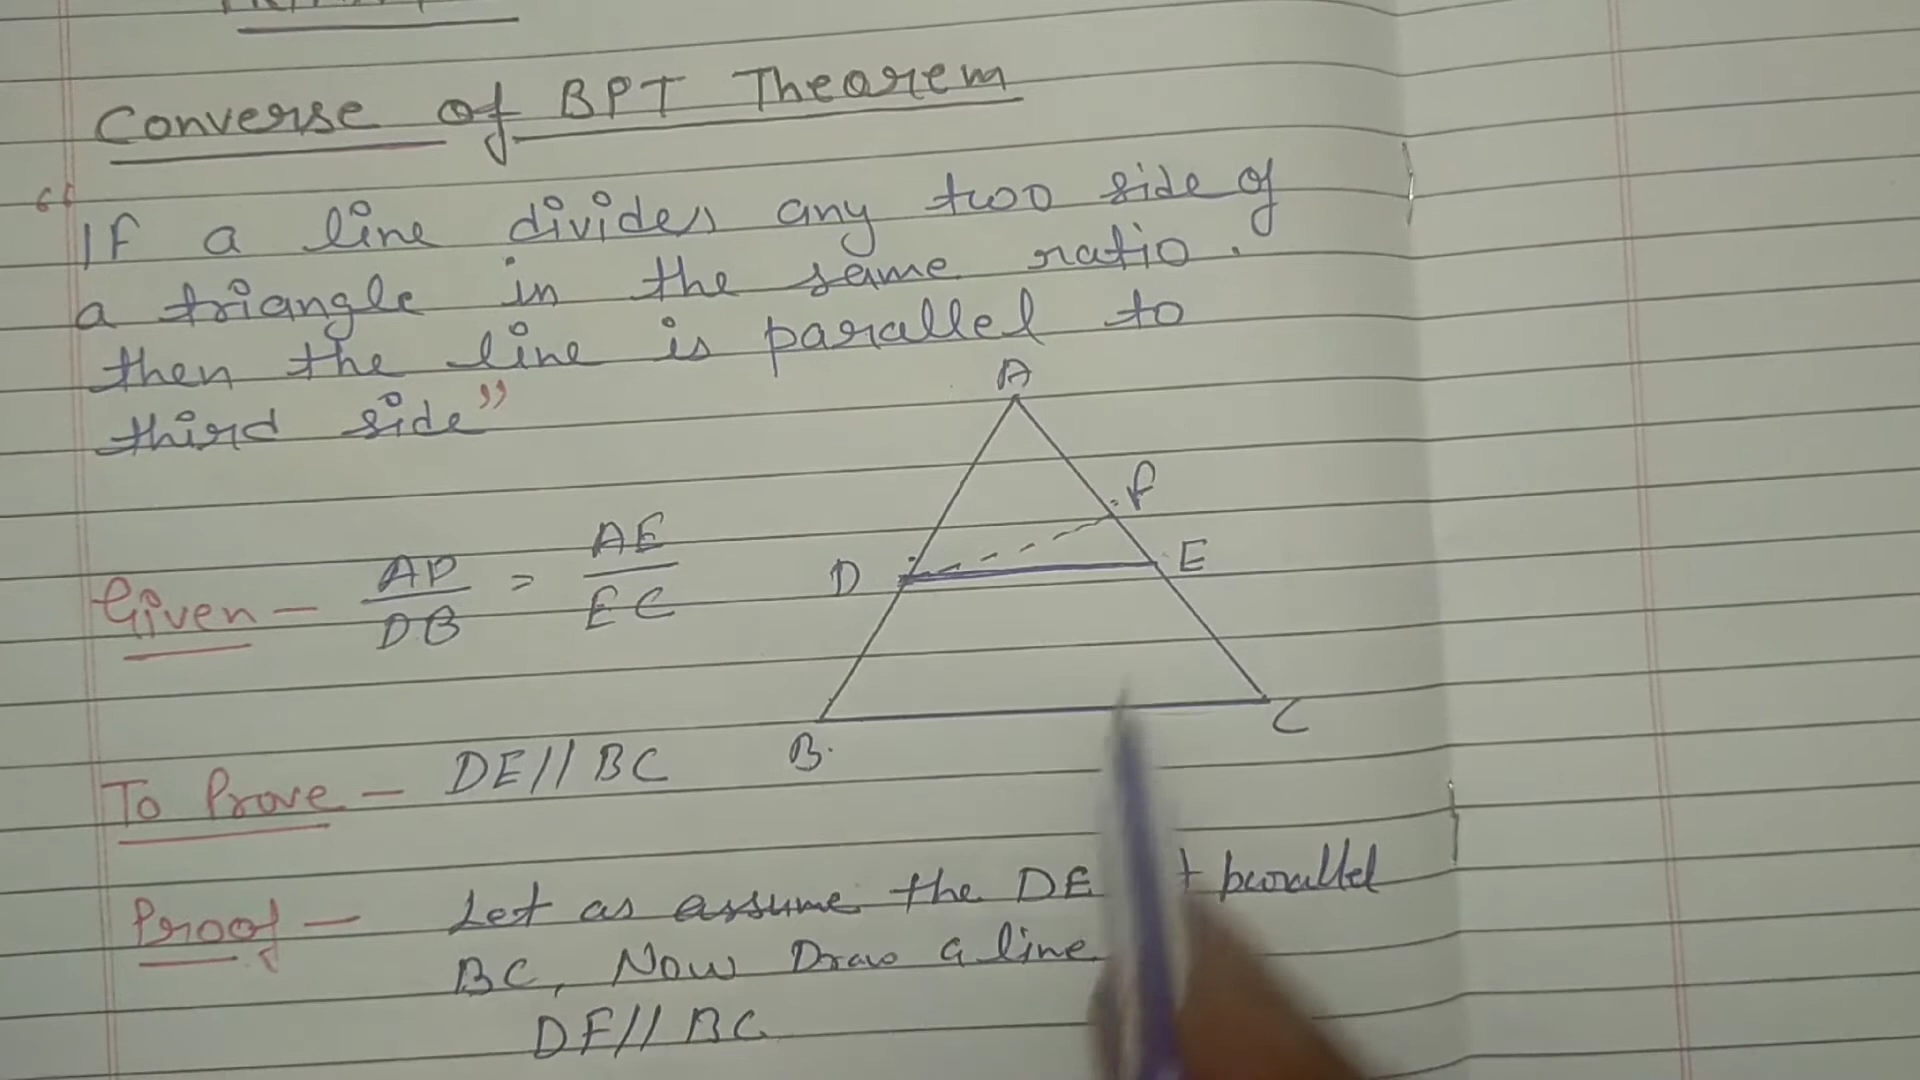 Converse of BPT Theorem
“If a line divides any two side of
a triangle in the same ratio.
then the line is parallel to
third side”
A
F
Given – AD/DB = AE/EC
D
E
B.
C
To Prove – DE//BC
Proof – Let as assume the DE parallel
BC, Now Draw a line
DF//BC